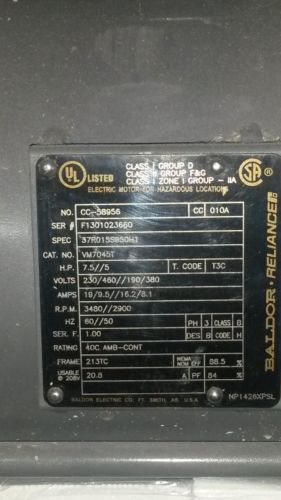 CLASS I GROUP D
CLASS II GROUP F&G
CLASS I ZONE I GROUP - IIA
UL LISTED
SA
ELECTRIC MOTOR FOR HAZARDOUS LOCATIONS
NO. CC-58956 CC 010A
SER # F1301023660
SPEC 37R015S950H1
CAT. NO. VM7045T
H.P. 7.5//5 T. CODE T3C
VOLTS 230/460//190/380
AMPS 19/9.5//16.2/8.1
R.P.M. 3480//2900
HZ 60//50 PH 3 CLASS B
SER. F. 1.00 DES B CODE H
RATING 40C AMB-CONT
FRAME 213TC NEMA NOM EFF 88.5 %
USABLE @ 208V 20.8 A PF 84 %
BALDOR ELECTRIC CO. FT. SMITH, AR. U.S.A.
NP1426XPSL
BALDOR · RELIANCE